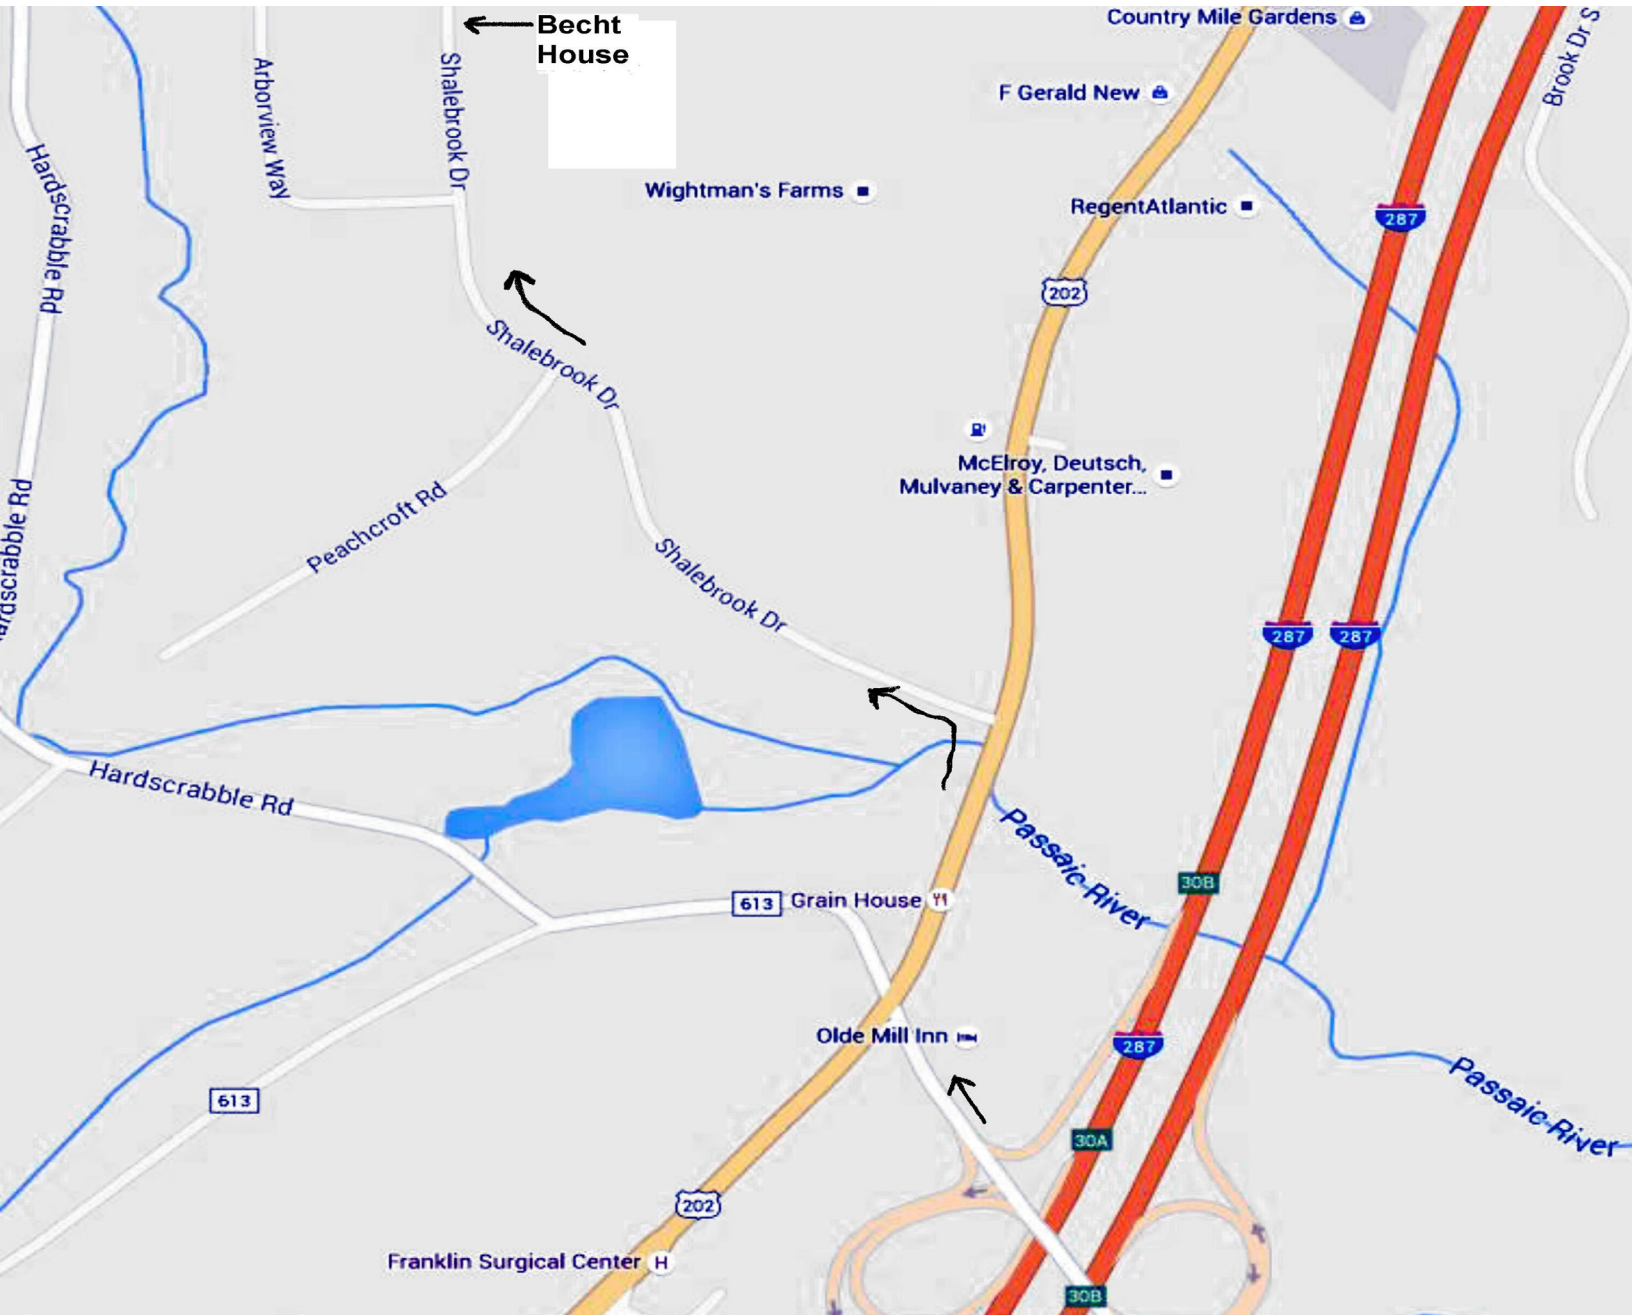 Becht
House
Country Mile Gardens
Brook Dr S
Arborview Way
Shalebrook Dr
F Gerald New
Hardscrabble Rd
Wightman's Farms
RegentAtlantic
287
202
Shalebrook Dr
McElroy, Deutsch,
Mulvaney & Carpenter...
Peachcroft Rd
ardscrabble Rd
Shalebrook Dr
287
287
Hardscrabble Rd
Passaic River
30B
613
Grain House
Olde Mill Inn
287
Passaic River
613
30A
202
Franklin Surgical Center
H
30B